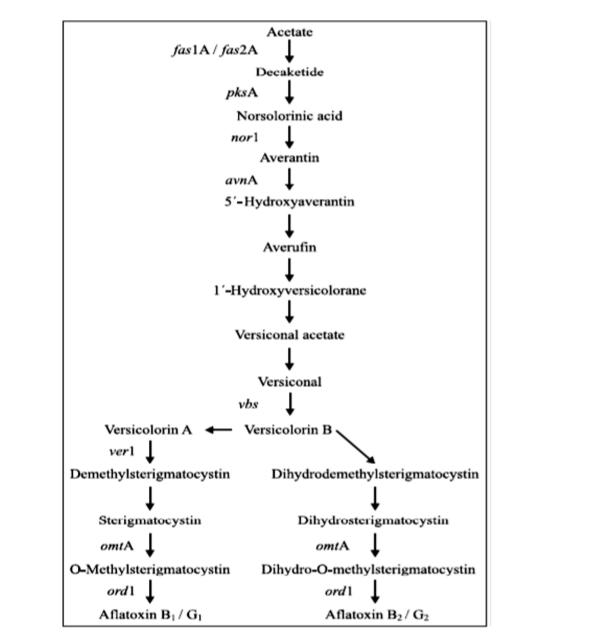 Acetate
fas1A / fas2A
Decaketide
pksA
Norsolorinic acid
nor1
Averantin
avnA
5´-Hydroxyaverantin
Averufin
1´-Hydroxyversicolorane
Versiconal acetate
Versiconal
vbs
Versicolorin A Versicolorin B
ver1
Demethylsterigmatocystin Dihydrodemethylsterigmatocystin
Sterigmatocystin Dihydrosterigmatocystin
omtA omtA
O-Methylsterigmatocystin Dihydro-O-methylsterigmatocystin
ord1 ord1
Aflatoxin B₁ / G₁ Aflatoxin B₂ / G₂